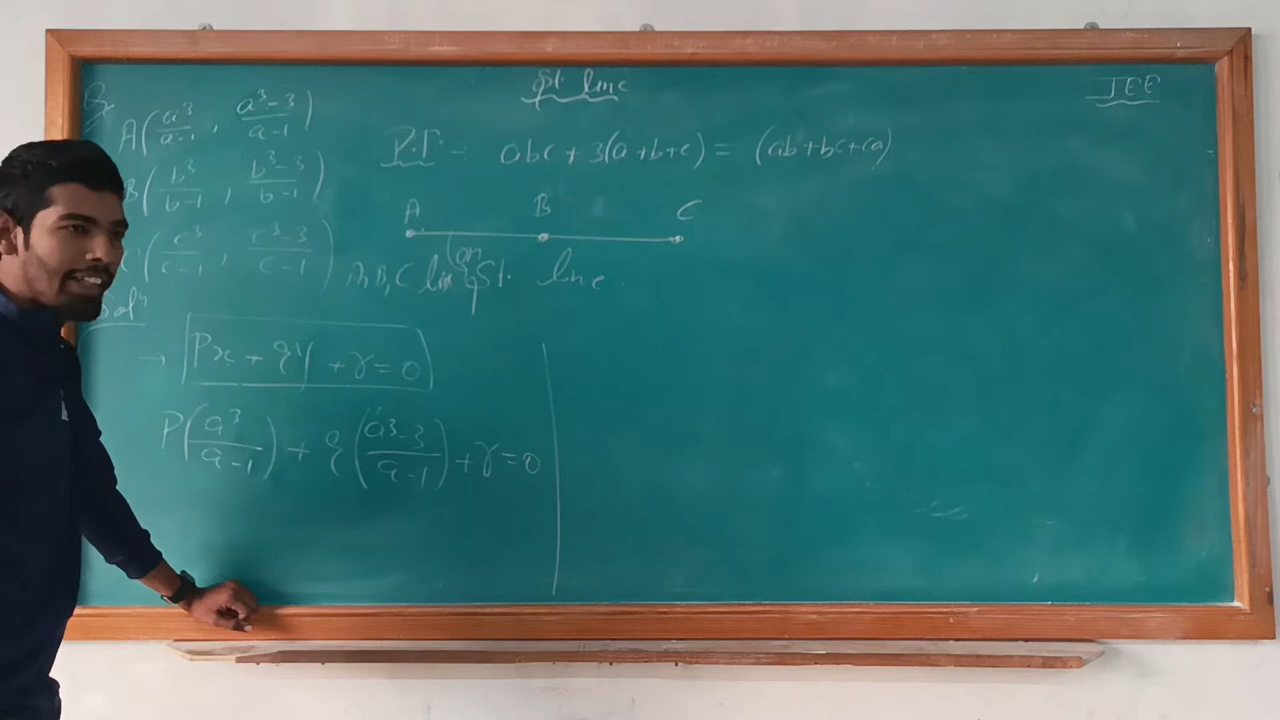 St. line
JEE
Q
A(a³/a-1 , a³-3/a-1)
P.T. - abc + 3(a+b+c) = (ab+bc+ca)
B(b³/b-1 , b³-3/b-1)
A B C
C(c³/c-1 , c³-3/c-1)
A,B,C lie on St. line.
Solⁿ
→ Px + qy + r = 0
P(a³/a-1) + q(a³-3/a-1) + r = 0